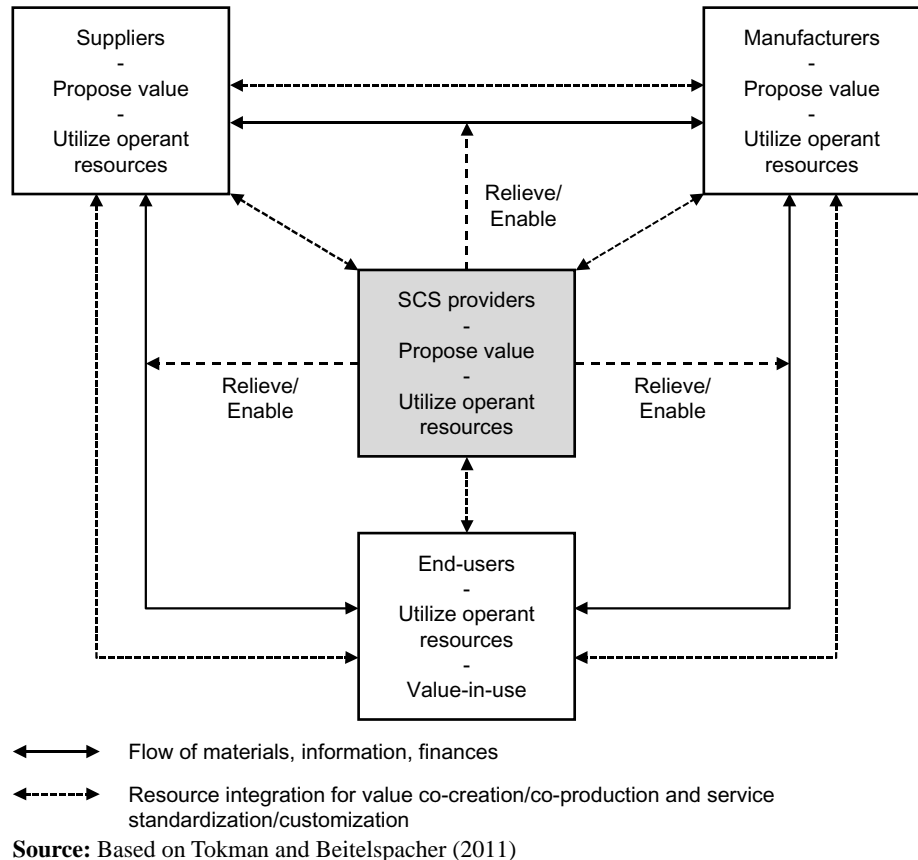 Suppliers
-
Propose value
-
Utilize operant
resources
Manufacturers
-
Propose value
-
Utilize operant
resources
Relieve/
Enable
SCS providers
-
Propose value
-
Utilize operant
resources
Relieve/
Enable
Relieve/
Enable
End-users
-
Utilize operant
resources
-
Value-in-use
Flow of materials, information, finances
Resource integration for value co-creation/co-production and service
standardization/customization
Source: Based on Tokman and Beitelspacher (2011)